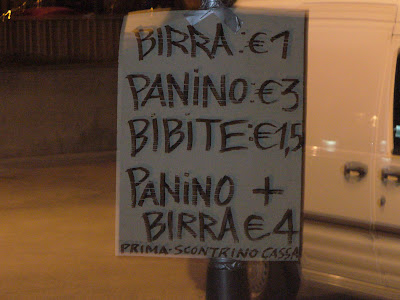 BIRRA:€1
PANINO:€3
BIBITE:€1,5
PANINO +
BIRRA €4
PRIMA-SCONTRINO CASSA